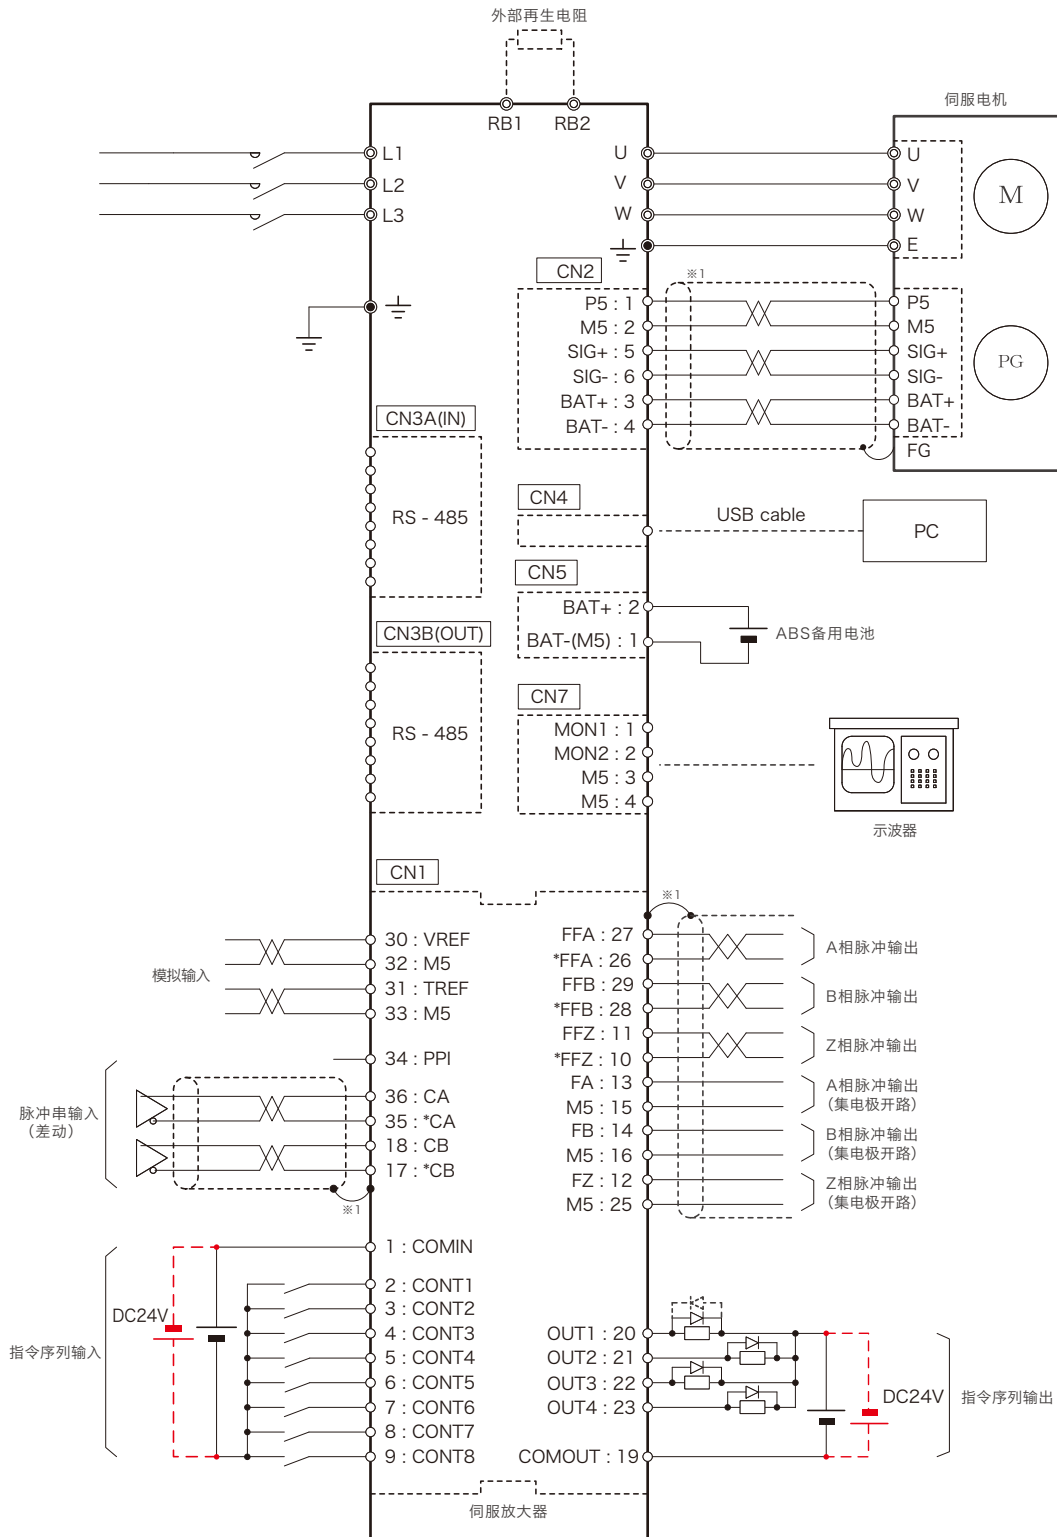 外部再生电阻
RB1 RB2
伺服电机
L1
L2
L3
U
V
W
U
V
W
E
M
CN2
※1
P5 : 1
M5 : 2
SIG+ : 5
SIG- : 6
BAT+ : 3
BAT- : 4
P5
M5
SIG+
SIG-
BAT+
BAT-
FG
PG
CN3A(IN)
RS - 485
CN4
USB cable
PC
CN5
BAT+ : 2
BAT-(M5) : 1
ABS备用电池
CN3B(OUT)
RS - 485
CN7
MON1 : 1
MON2 : 2
M5 : 3
M5 : 4
示波器
CN1
※1
模拟输入
30 : VREF
32 : M5
31 : TREF
33 : M5
34 : PPI
脉冲串输入
（差动）
36 : CA
35 : *CA
18 : CB
17 : *CB
※1
FFA : 27
*FFA : 26
FFB : 29
*FFB : 28
FFZ : 11
*FFZ : 10
FA : 13
M5 : 15
FB : 14
M5 : 16
FZ : 12
M5 : 25
A相脉冲输出
B相脉冲输出
Z相脉冲输出
A相脉冲输出
(集电极开路)
B相脉冲输出
(集电极开路)
Z相脉冲输出
(集电极开路)
指令序列输入
DC24V
1 : COMIN
2 : CONT1
3 : CONT2
4 : CONT3
5 : CONT4
6 : CONT5
7 : CONT6
8 : CONT7
9 : CONT8
OUT1 : 20
OUT2 : 21
OUT3 : 22
OUT4 : 23
COMOUT : 19
DC24V
指令序列输出
伺服放大器